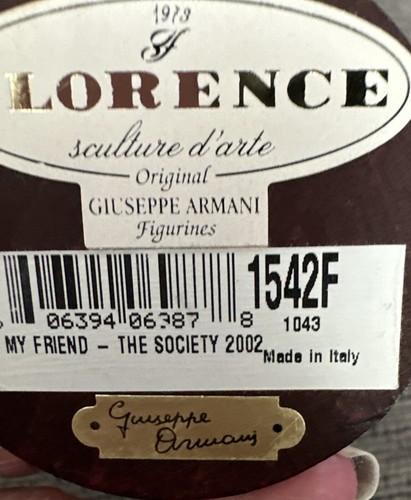 1973
FLORENCE
sculture d'arte
Original
GIUSEPPE ARMANI
Figurines
1542F
06394 06387 8
1043
MY FRIEND - THE SOCIETY 2002
Made in Italy
Giuseppe
Armani